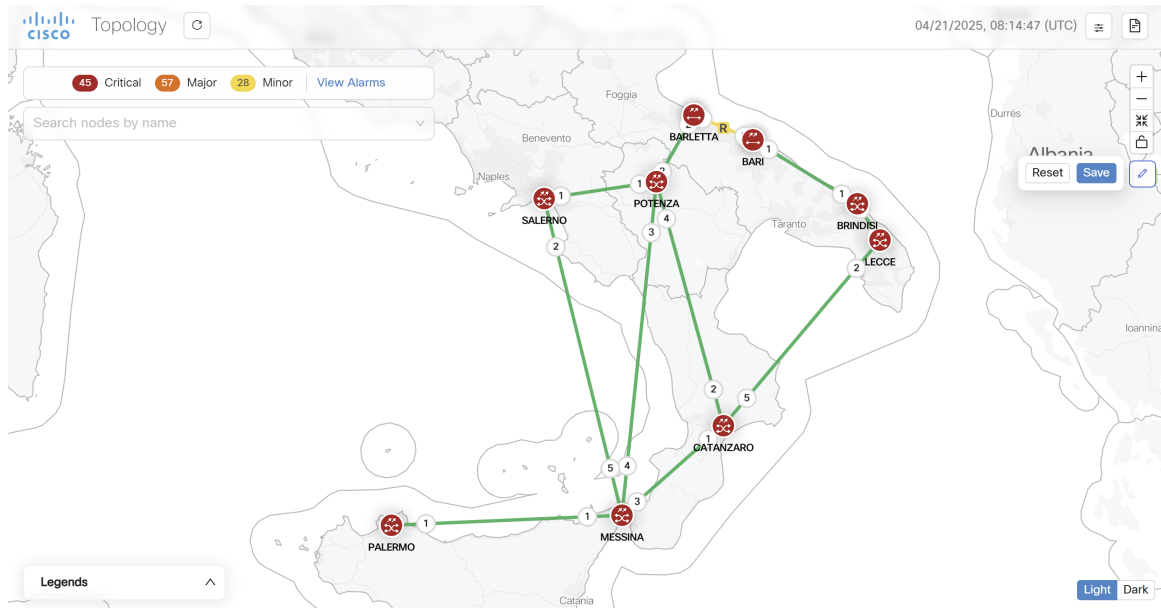 cisco Topology 04/21/2025, 08:14:47 (UTC)
45 Critical 57 Major 28 Minor View Alarms
Search nodes by name
Foggia
Durrës
BARLETTA
R
Benevento
BARI
1
Albania
Reset Save
Naples
1
1
1
POTENZA
SALERNO
3
4
Taranto
BRINDISI
2
LECCE
2
Ioannina
2
5
1
CATANZARO
5
4
3
1
1
MESSINA
PALERMO
Legends
Light Dark
Catania